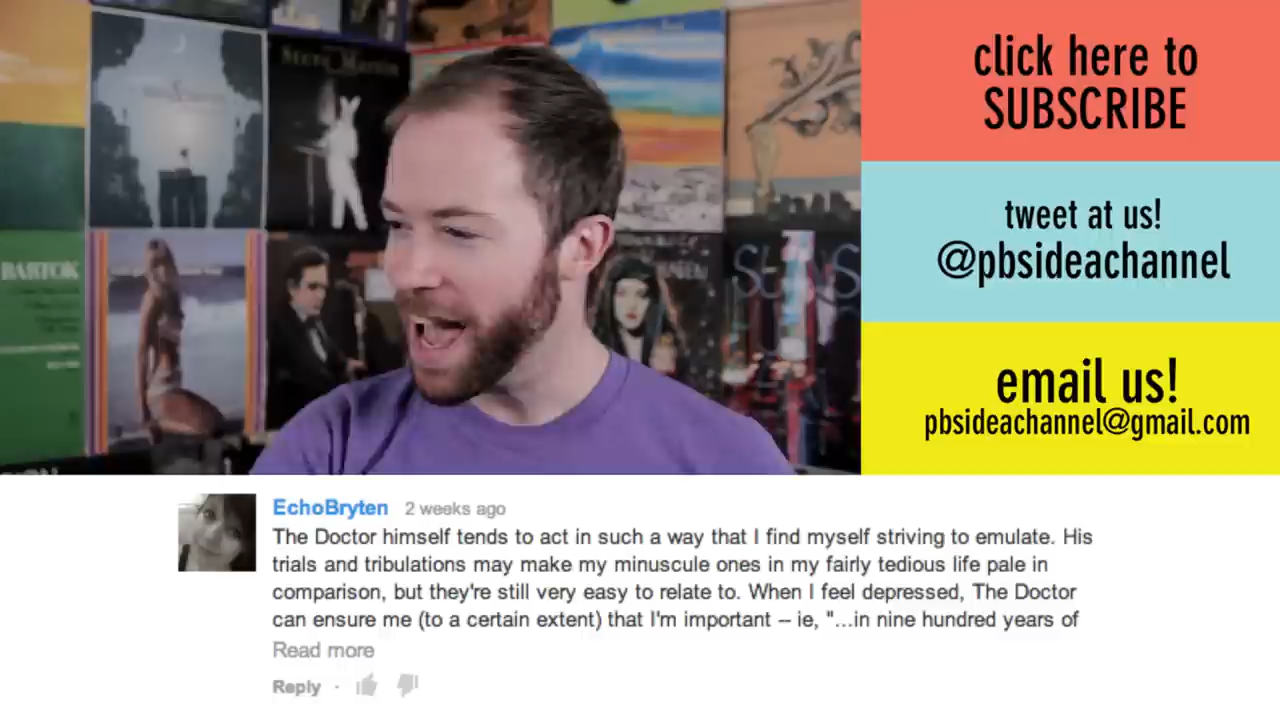 STEVE MARTIN
BARTOK
click here to
SUBSCRIBE
tweet at us!
@pbsideachannel
email us!
pbsideachannel@gmail.com
EchoBryten 2 weeks ago
The Doctor himself tends to act in such a way that I find myself striving to emulate. His
trials and tribulations may make my minuscule ones in my fairly tedious life pale in
comparison, but they're still very easy to relate to. When I feel depressed, The Doctor
can ensure me (to a certain extent) that I'm important -- ie, "...in nine hundred years of
Read more
Reply ·